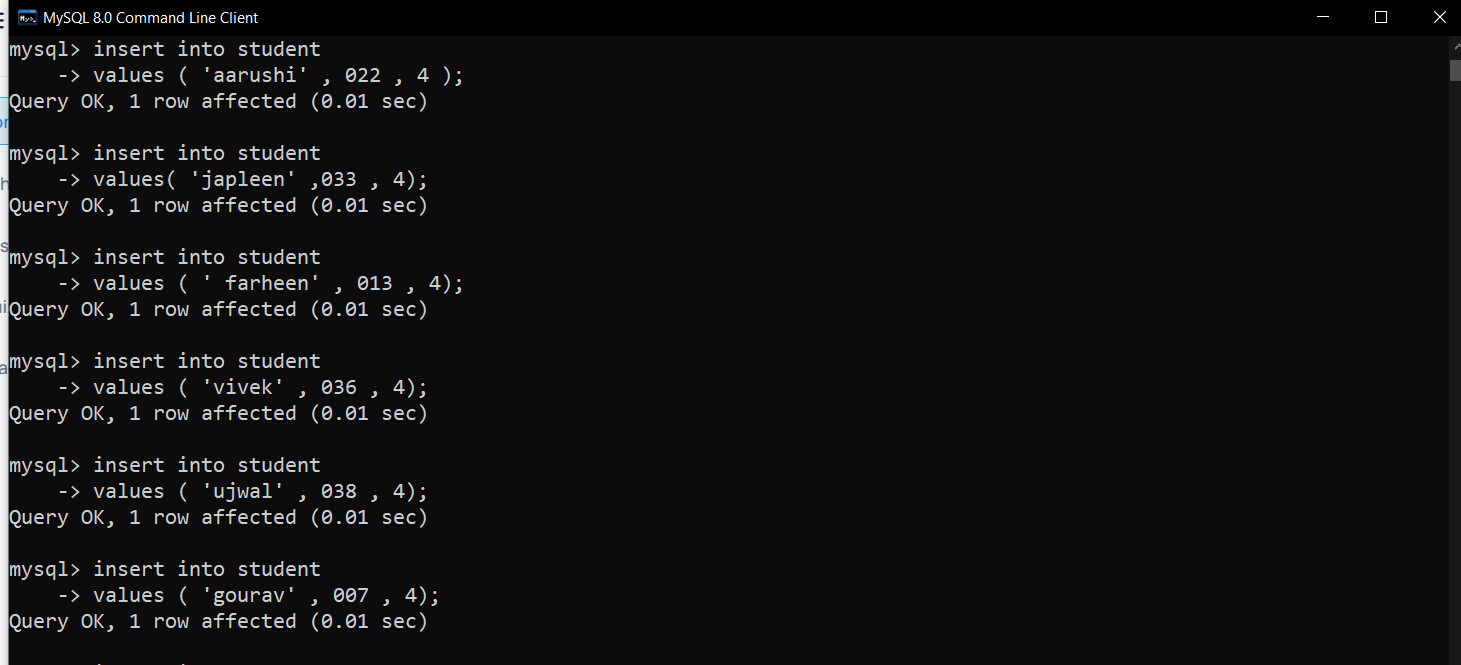 MySQL 8.0 Command Line Client
mysql> insert into student
    -> values ( 'aarushi' , 022 , 4 );
Query OK, 1 row affected (0.01 sec)
mysql> insert into student
    -> values( 'japleen' ,033 , 4);
Query OK, 1 row affected (0.01 sec)
mysql> insert into student
    -> values ( ' farheen' , 013 , 4);
Query OK, 1 row affected (0.01 sec)
mysql> insert into student
    -> values ( 'vivek' , 036 , 4);
Query OK, 1 row affected (0.01 sec)
mysql> insert into student
    -> values ( 'ujwal' , 038 , 4);
Query OK, 1 row affected (0.01 sec)
mysql> insert into student
    -> values ( 'gourav' , 007 , 4);
Query OK, 1 row affected (0.01 sec)